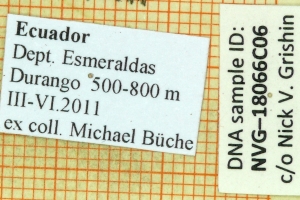 Ecuador
Dept. Esmeraldas
Durango 500-800 m
III-VI.2011
ex coll. Michael Büche
DNA sample ID:
NVG–18066C06
c/o Nick V. Grishin